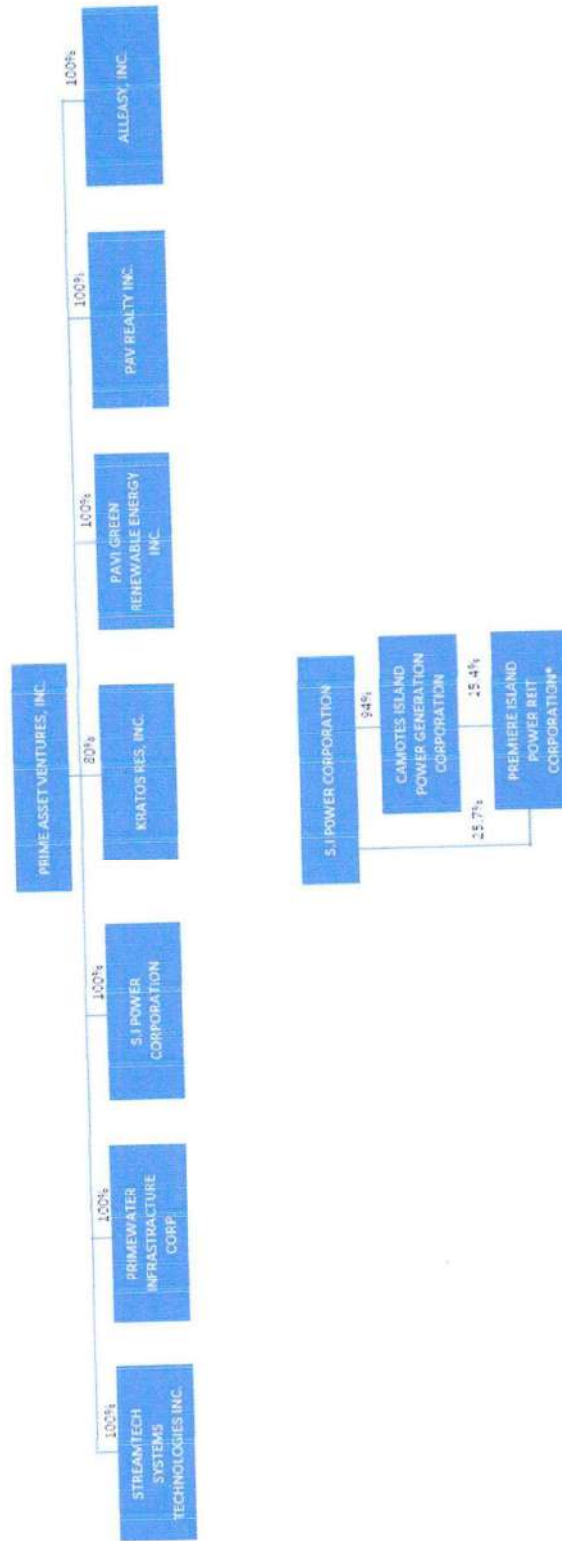 PRIME ASSET VENTURES, INC.
100%
100%
100%
80%
100%
100%
100%
STREAMTECH
SYSTEMS
TECHNOLOGIES INC.
PRIMEWATER
INFRASTRACTURE
CORP
S.I POWER
CORPORATION
KRATOS RES, INC.
PAVI GREEN
RENEWABLE ENERGY
INC.
PAV REALTY INC.
ALLEASY, INC.
S.I POWER CORPORATION
94%
CAMOTES ISLAND
POWER GENERATION
CORPORATION
25.7%
15.4%
PREMIERE ISLAND
POWER REIT
CORPORATION*